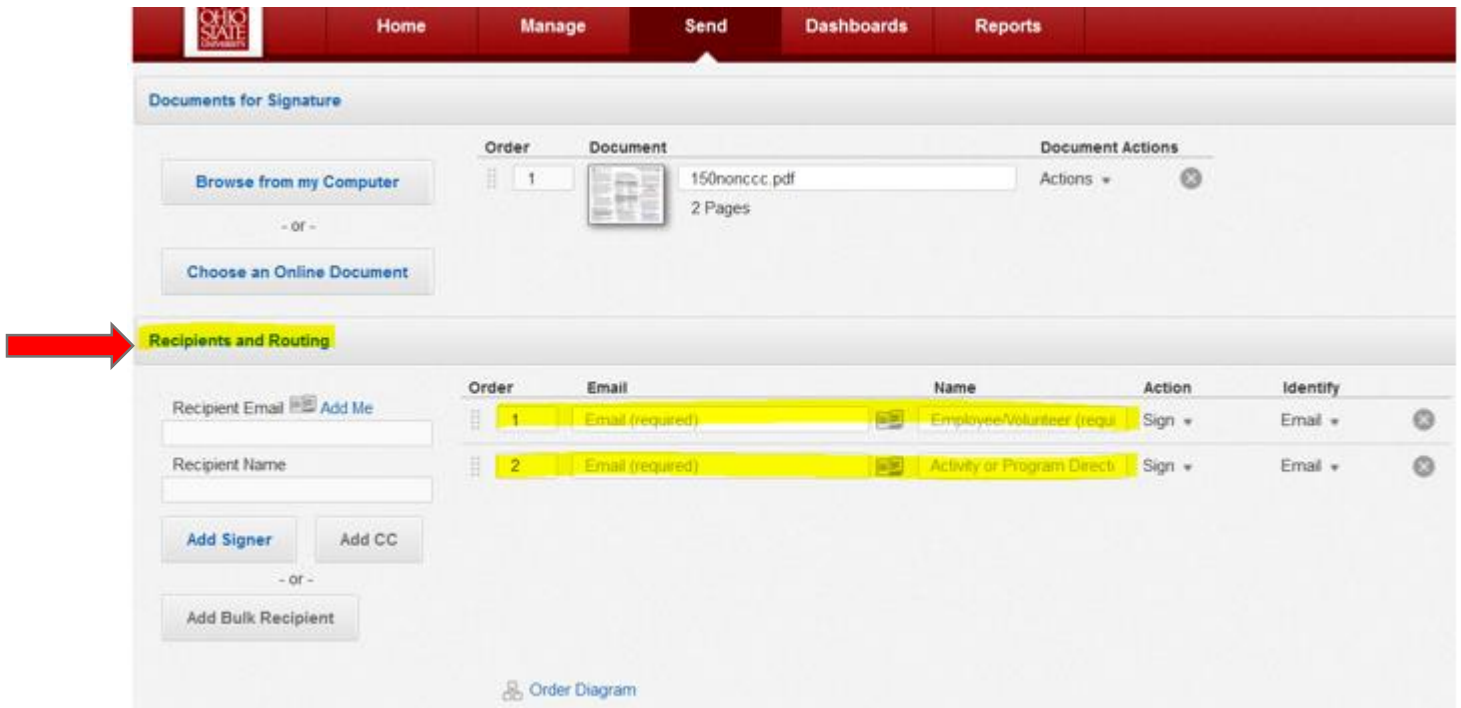 OHIO
STATE
UNIVERSITY
Home Manage Send Dashboards Reports
Documents for Signature
Order Document Document Actions
Browse from my Computer
1 150nonccc.pdf Actions
2 Pages
- or -
Choose an Online Document
Recipients and Routing
Order Email Name Action Identify
Recipient Email Add Me
1 Email (required) Employee/Volunteer (requi Sign Email
Recipient Name
2 Email (required) Activity or Program Directo Sign Email
Add Signer Add CC
- or -
Add Bulk Recipient
Order Diagram